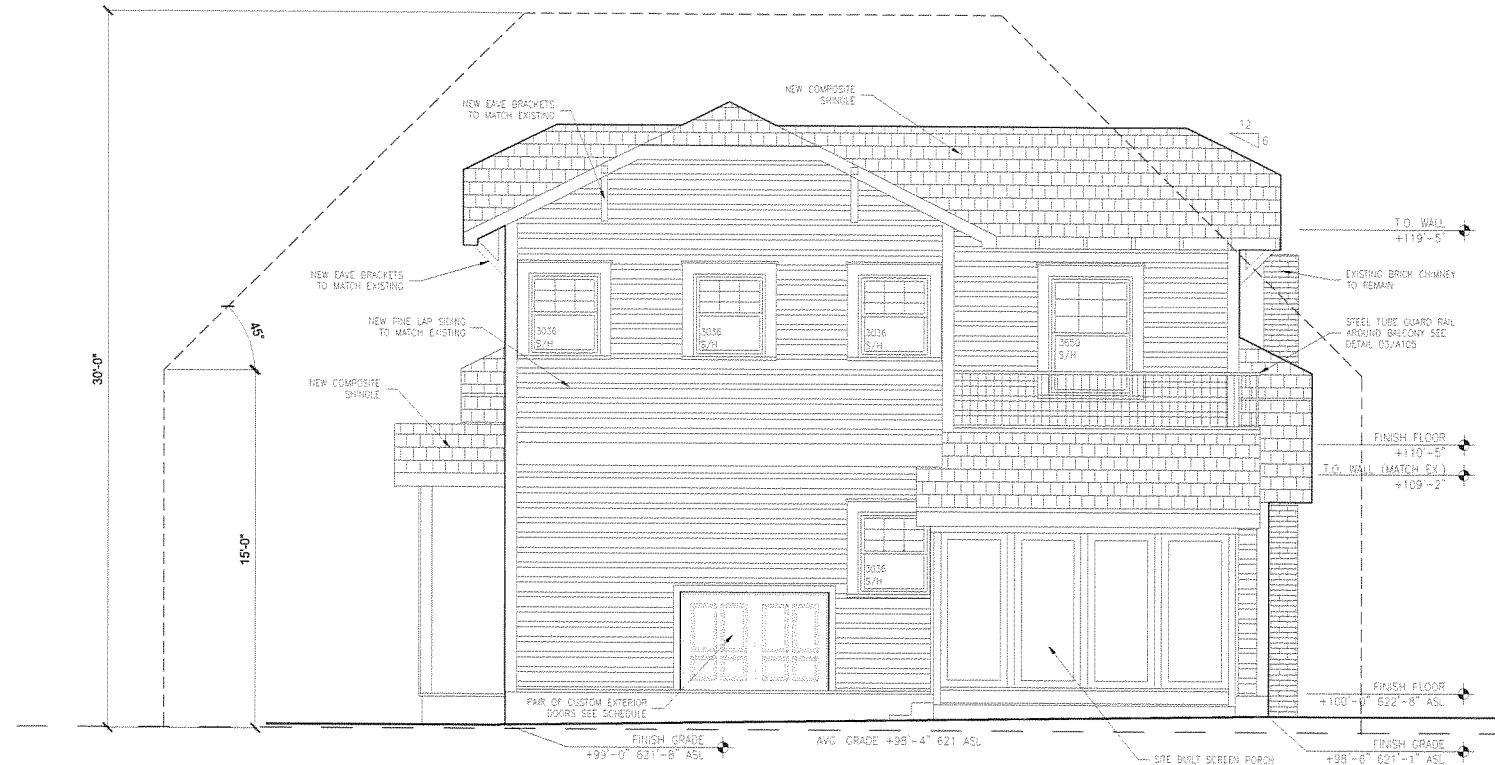 NEW COMPOSITE
SHINGLE
NEW EAVE BRACKETS
TO MATCH EXISTING
12
6
T.O. WALL
+119'-5"
NEW EAVE BRACKETS
TO MATCH EXISTING
EXISTING BRICK CHIMNEY
TO REMAIN
NEW PINE LAP SIDING
TO MATCH EXISTING
3036
S/H
3036
S/H
3036
S/H
3650
S/H
STEEL TUBE GUARD RAIL
AROUND BALCONY SEE
DETAIL 03/A105
45°
30'-0"
NEW COMPOSITE
SHINGLE
FINISH FLOOR
+110'-5"
T.O. WALL (MATCH EX.)
+109'-2"
15'-0"
3036
S/H
FINISH FLOOR
+100'-0" 622'-8" ASL
PAIR OF CUSTOM EXTERIOR
DOORS SEE SCHEDULE
FINISH GRADE
+99'-0" 621'-8" ASL
AVG GRADE +98'-4" 621 ASL
SITE BUILT SCREEN PORCH
FINISH GRADE
+98'-6" 621'-1" ASL